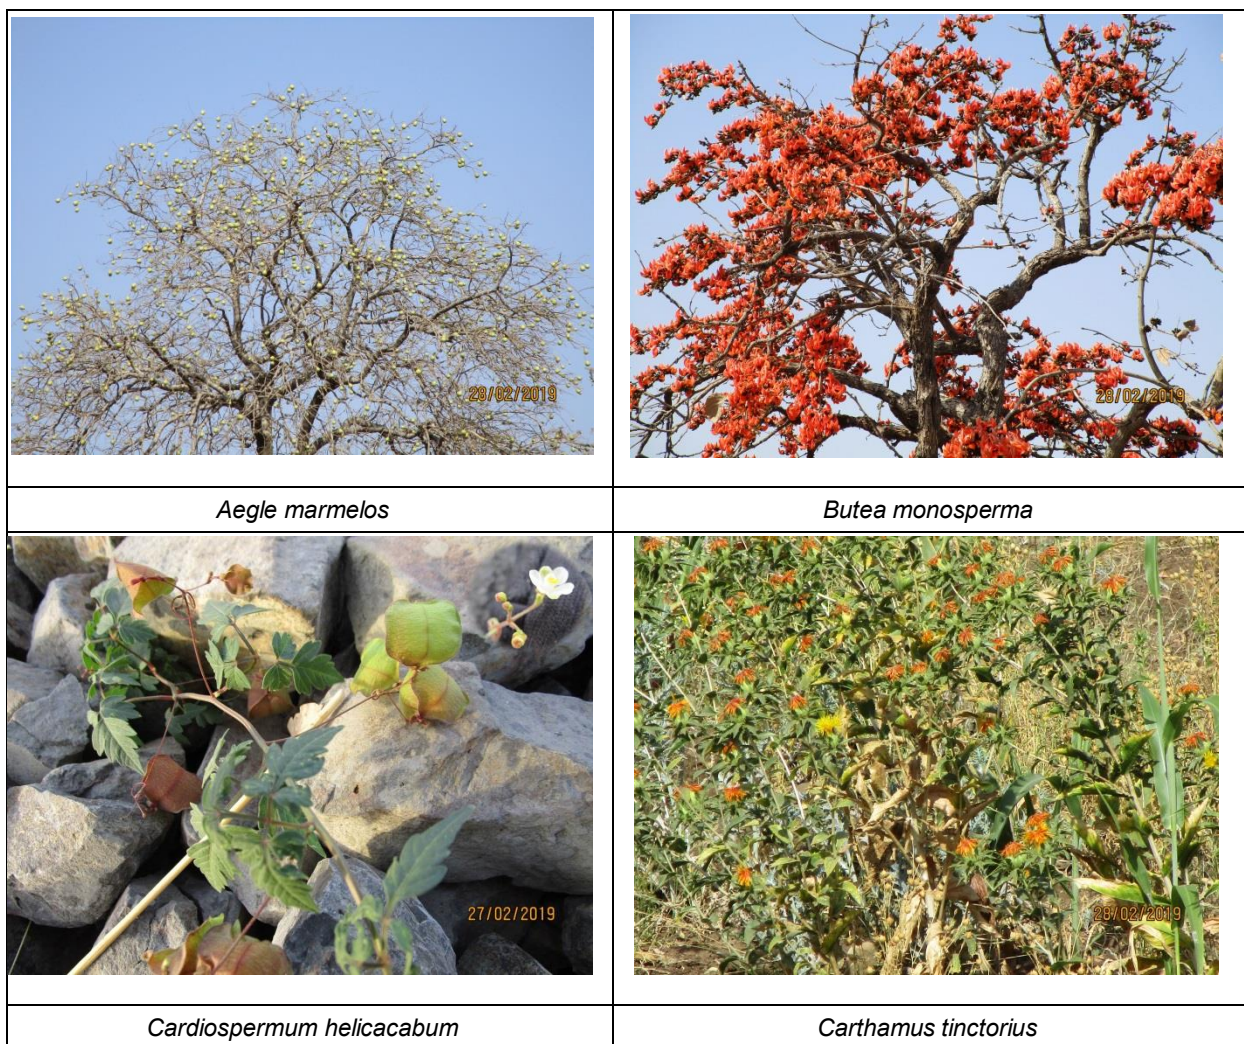 28/02/2019
28/02/2019
Aegle marmelos
Butea monosperma
27/02/2019
28/02/2019
Cardiospermum helicacabum
Carthamus tinctorius